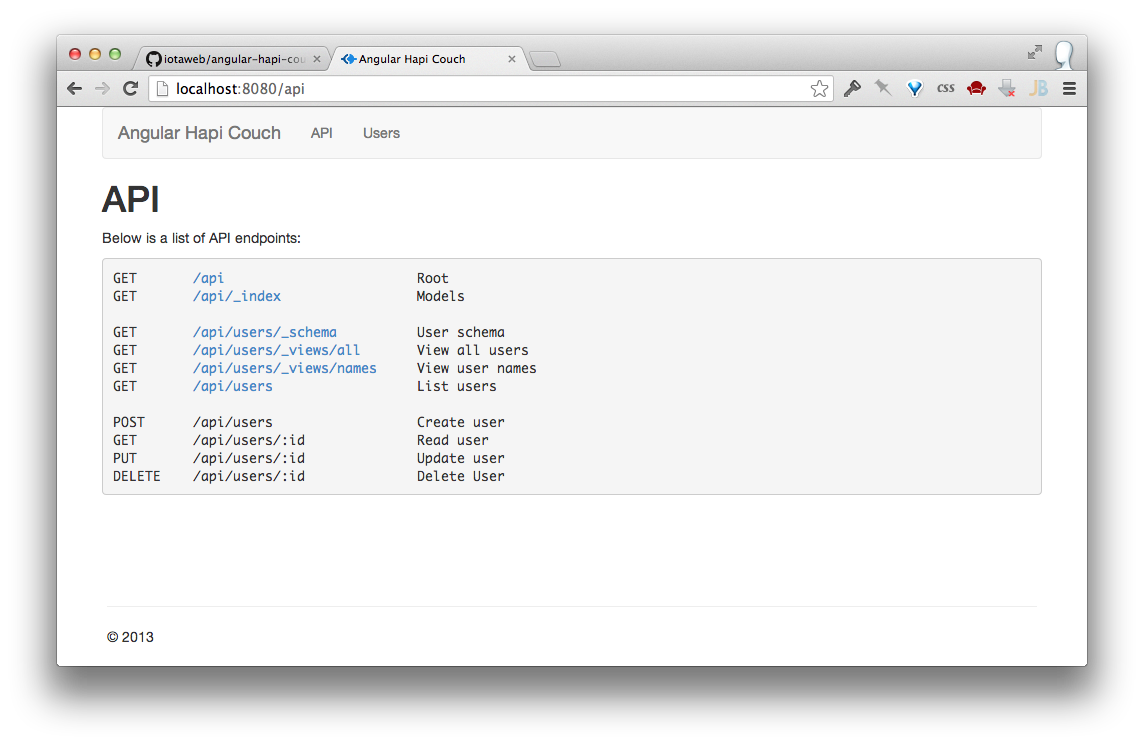 iotaweb/angular-hapi-cou
Angular Hapi Couch
localhost:8080/api
CSS
JB
Angular Hapi Couch API Users
API
Below is a list of API endpoints:
GET /api Root
GET /api/_index Models
GET /api/users/_schema User schema
GET /api/users/_views/all View all users
GET /api/users/_views/names View user names
GET /api/users List users
POST /api/users Create user
GET /api/users/:id Read user
PUT /api/users/:id Update user
DELETE /api/users/:id Delete User
© 2013